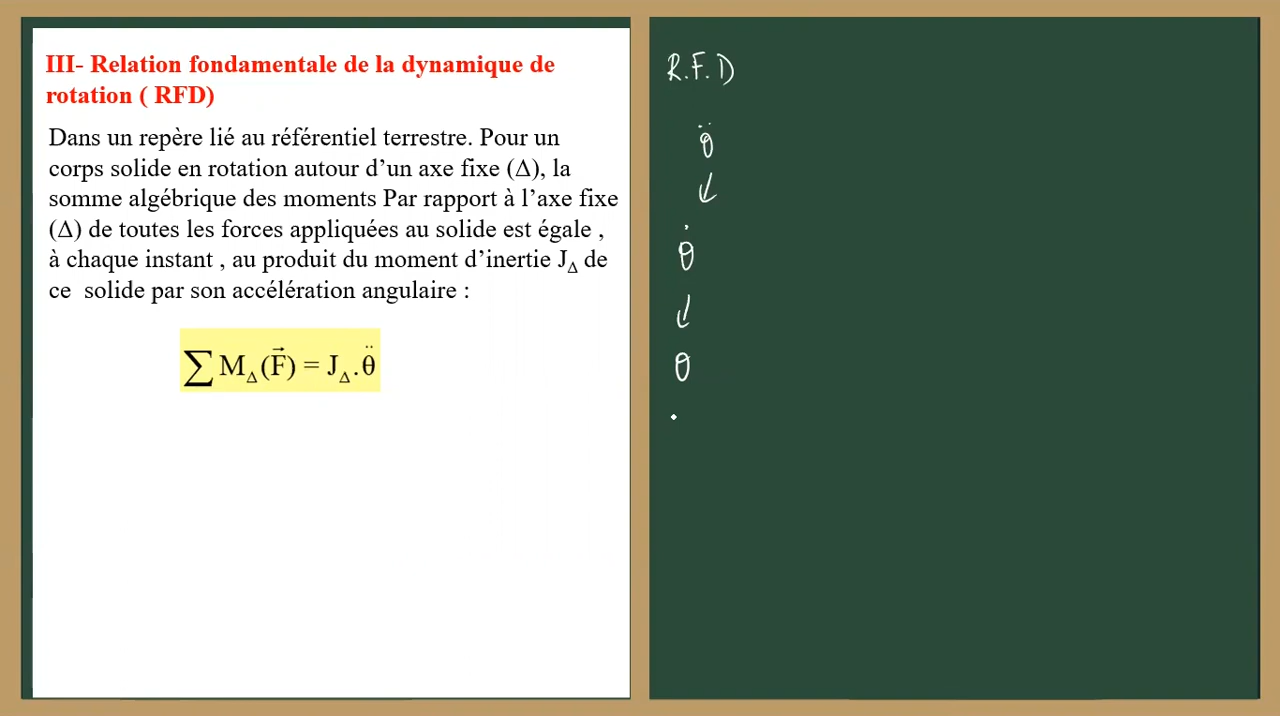 III- Relation fondamentale de la dynamique de
rotation ( RFD)
Dans un repère lié au référentiel terrestre. Pour un
corps solide en rotation autour d’un axe fixe (Δ), la
somme algébrique des moments Par rapport à l’axe fixe
(Δ) de toutes les forces appliquées au solide est égale ,
à chaque instant , au produit du moment d’inertie J_Δ de
ce solide par son accélération angulaire :
∑ M_Δ(F⃗) = J_Δ.θ̈
R.F.D
θ̈
↙
θ̇
↙
θ